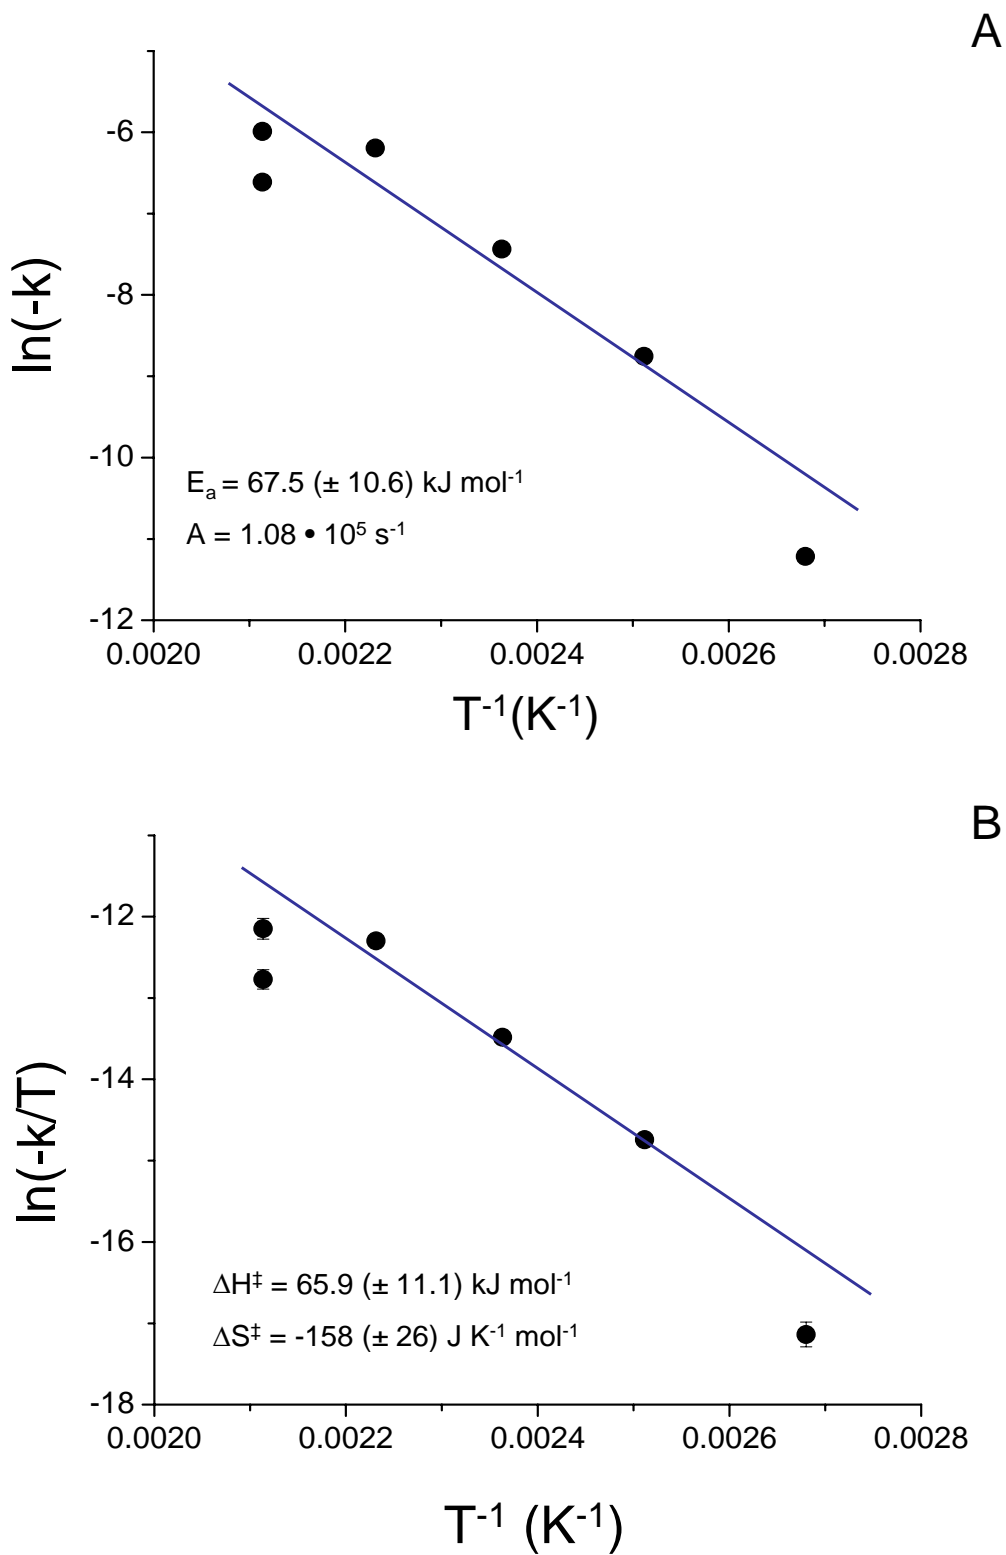 A
ln(-k)
-6
-8
-10
-12
Eₐ = 67.5 (± 10.6) kJ mol⁻¹
A = 1.08 • 10⁵ s⁻¹
0.0020 0.0022 0.0024 0.0026 0.0028
T⁻¹(K⁻¹)
B
ln(-k/T)
-12
-14
-16
-18
ΔH‡ = 65.9 (± 11.1) kJ mol⁻¹
ΔS‡ = -158 (± 26) J K⁻¹ mol⁻¹
0.0020 0.0022 0.0024 0.0026 0.0028
T⁻¹ (K⁻¹)